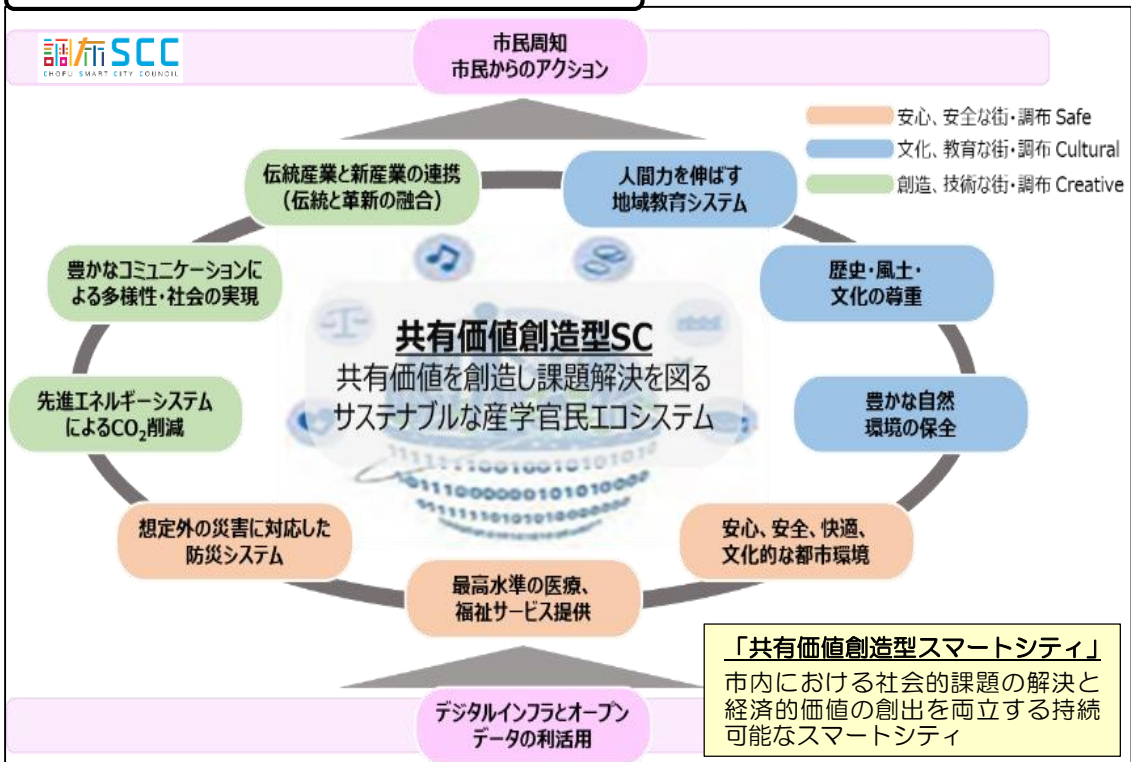 調布SCC
CHOFU SMART CITY COUNCIL
市民周知
市民からのアクション
安心、安全な街・調布 Safe
文化、教育な街・調布 Cultural
創造、技術な街・調布 Creative
伝統産業と新産業の連携
(伝統と革新の融合)
人間力を伸ばす
地域教育システム
豊かなコミュニケーションに
よる多様性・社会の実現
歴史・風土・
文化の尊重
共有価値創造型SC
共有価値を創造し課題解決を図る
サステナブルな産学官民エコシステム
先進エネルギーシステム
によるCO₂削減
豊かな自然
環境の保全
想定外の災害に対応した
防災システム
安心、安全、快適、
文化的な都市環境
最高水準の医療、
福祉サービス提供
デジタルインフラとオープン
データの利活用
「共有価値創造型スマートシティ」
市内における社会的課題の解決と
経済的価値の創出を両立する持続
可能なスマートシティ